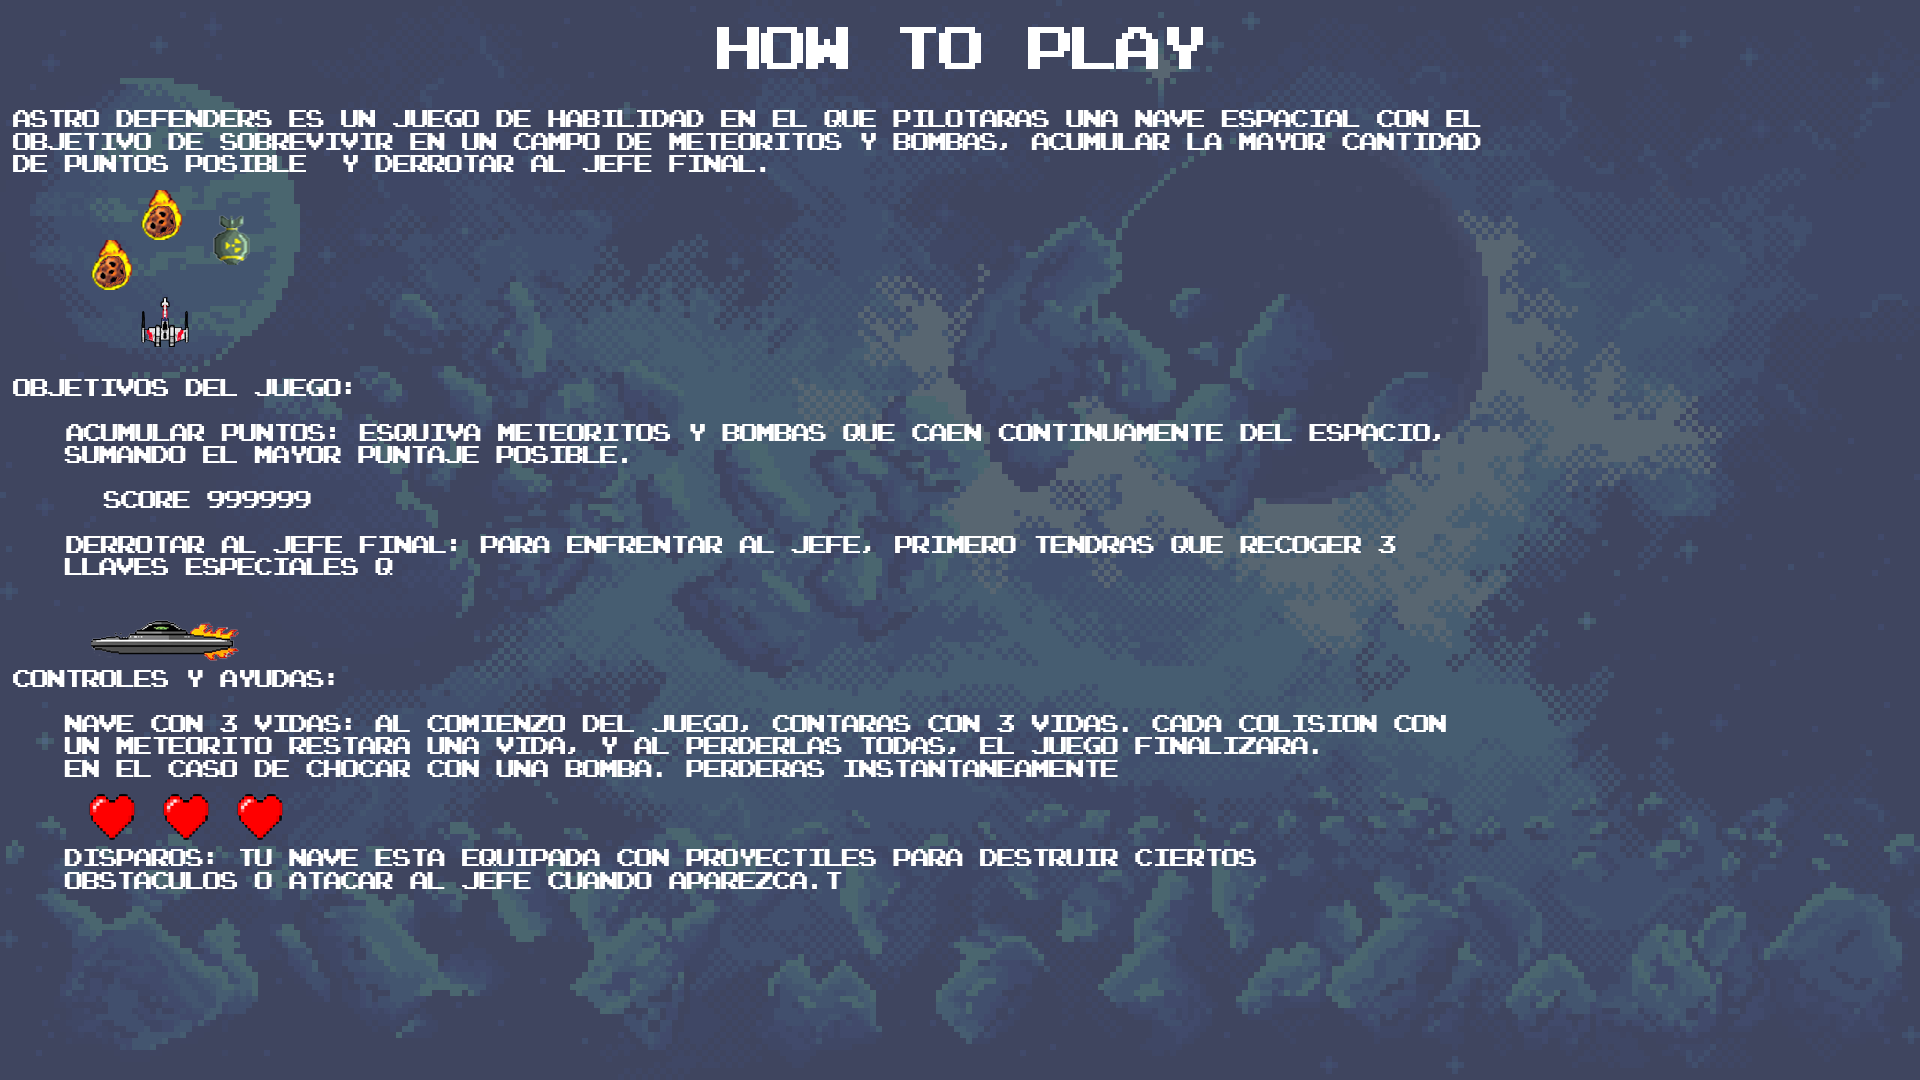 HOW TO PLAY
ASTRO DEFENDERS ES UN JUEGO DE HABILIDAD EN EL QUE PILOTARAS UNA NAVE ESPACIAL CON EL
OBJETIVO DE SOBREVIVIR EN UN CAMPO DE METEORITOS Y BOMBAS, ACUMULAR LA MAYOR CANTIDAD
DE PUNTOS POSIBLE  Y DERROTAR AL JEFE FINAL.
OBJETIVOS DEL JUEGO:
ACUMULAR PUNTOS: ESQUIVA METEORITOS Y BOMBAS QUE CAEN CONTINUAMENTE DEL ESPACIO,
SUMANDO EL MAYOR PUNTAJE POSIBLE.
SCORE 999999
DERROTAR AL JEFE FINAL: PARA ENFRENTAR AL JEFE, PRIMERO TENDRAS QUE RECOGER 3
LLAVES ESPECIALES Q
CONTROLES Y AYUDAS:
NAVE CON 3 VIDAS: AL COMIENZO DEL JUEGO, CONTARAS CON 3 VIDAS. CADA COLISION CON
UN METEORITO RESTARA UNA VIDA, Y AL PERDERLAS TODAS, EL JUEGO FINALIZARA.
EN EL CASO DE CHOCAR CON UNA BOMBA. PERDERAS INSTANTANEAMENTE
DISPAROS: TU NAVE ESTA EQUIPADA CON PROYECTILES PARA DESTRUIR CIERTOS
OBSTACULOS O ATACAR AL JEFE CUANDO APAREZCA.T